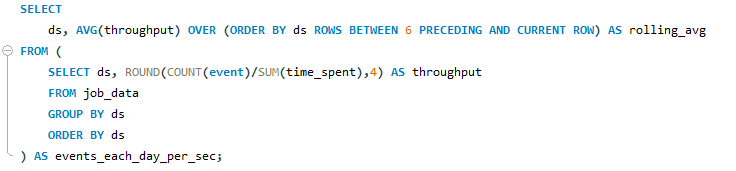 SELECT
ds, AVG(throughput) OVER (ORDER BY ds ROWS BETWEEN 6 PRECEDING AND CURRENT ROW) AS rolling_avg
FROM (
SELECT ds, ROUND(COUNT(event)/SUM(time_spent),4) AS throughput
FROM job_data
GROUP BY ds
ORDER BY ds
) AS events_each_day_per_sec;